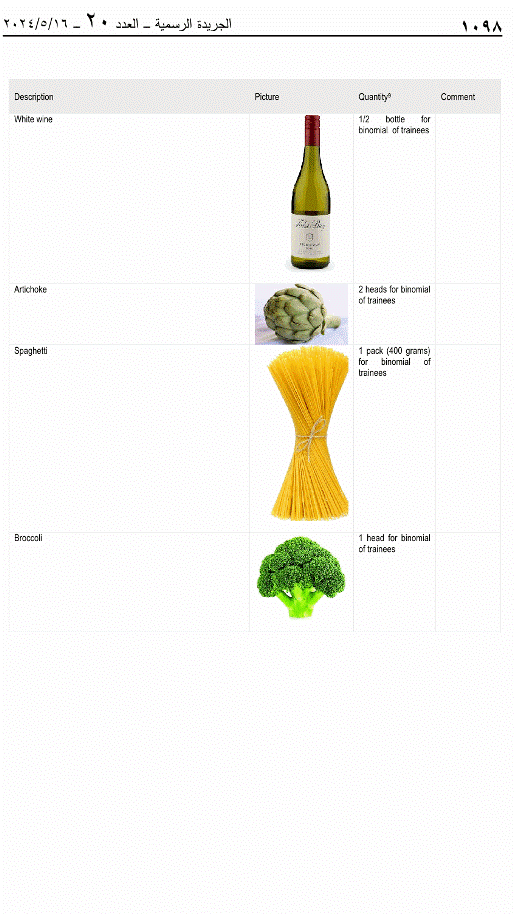 ١٠٩٨
الجريدة الرسمية – العدد ٢٠ – ٢٠٢٤/٥/١٦
Description Picture Quantity⁹ Comment
White wine
1/2 bottle for
binomial of trainees
Artichoke
2 heads for binomial
of trainees
Spaghetti
1 pack (400 grams)
for binomial of
trainees
Broccoli
1 head for binomial
of trainees